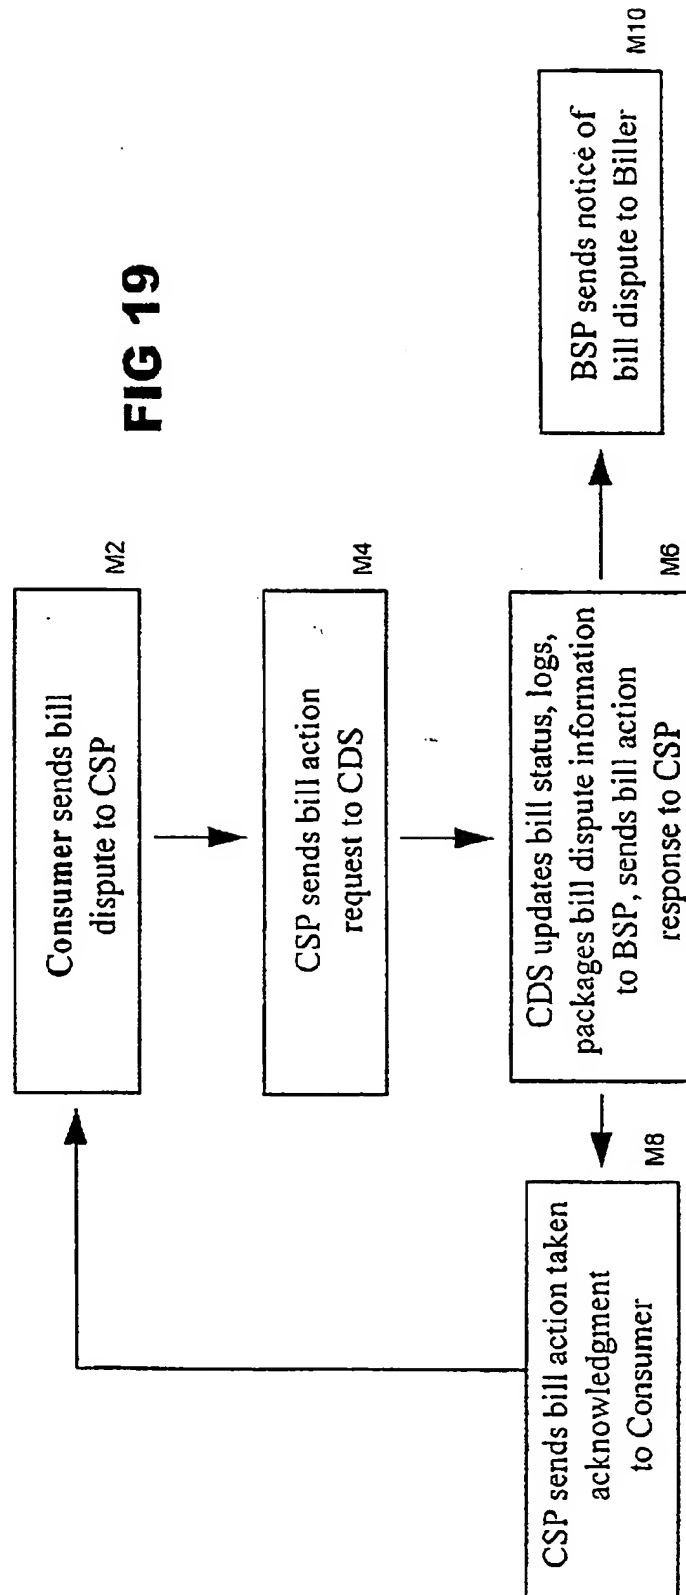 FIG 19
Consumer sends bill
dispute to CSP
M2
CSP sends bill action
request to CDS
M4
CDS updates bill status, logs,
packages bill dispute information
to BSP, sends bill action
response to CSP
M6
CSP sends bill action taken
acknowledgment
to Consumer
M8
BSP sends notice of
bill dispute to Biller
M10